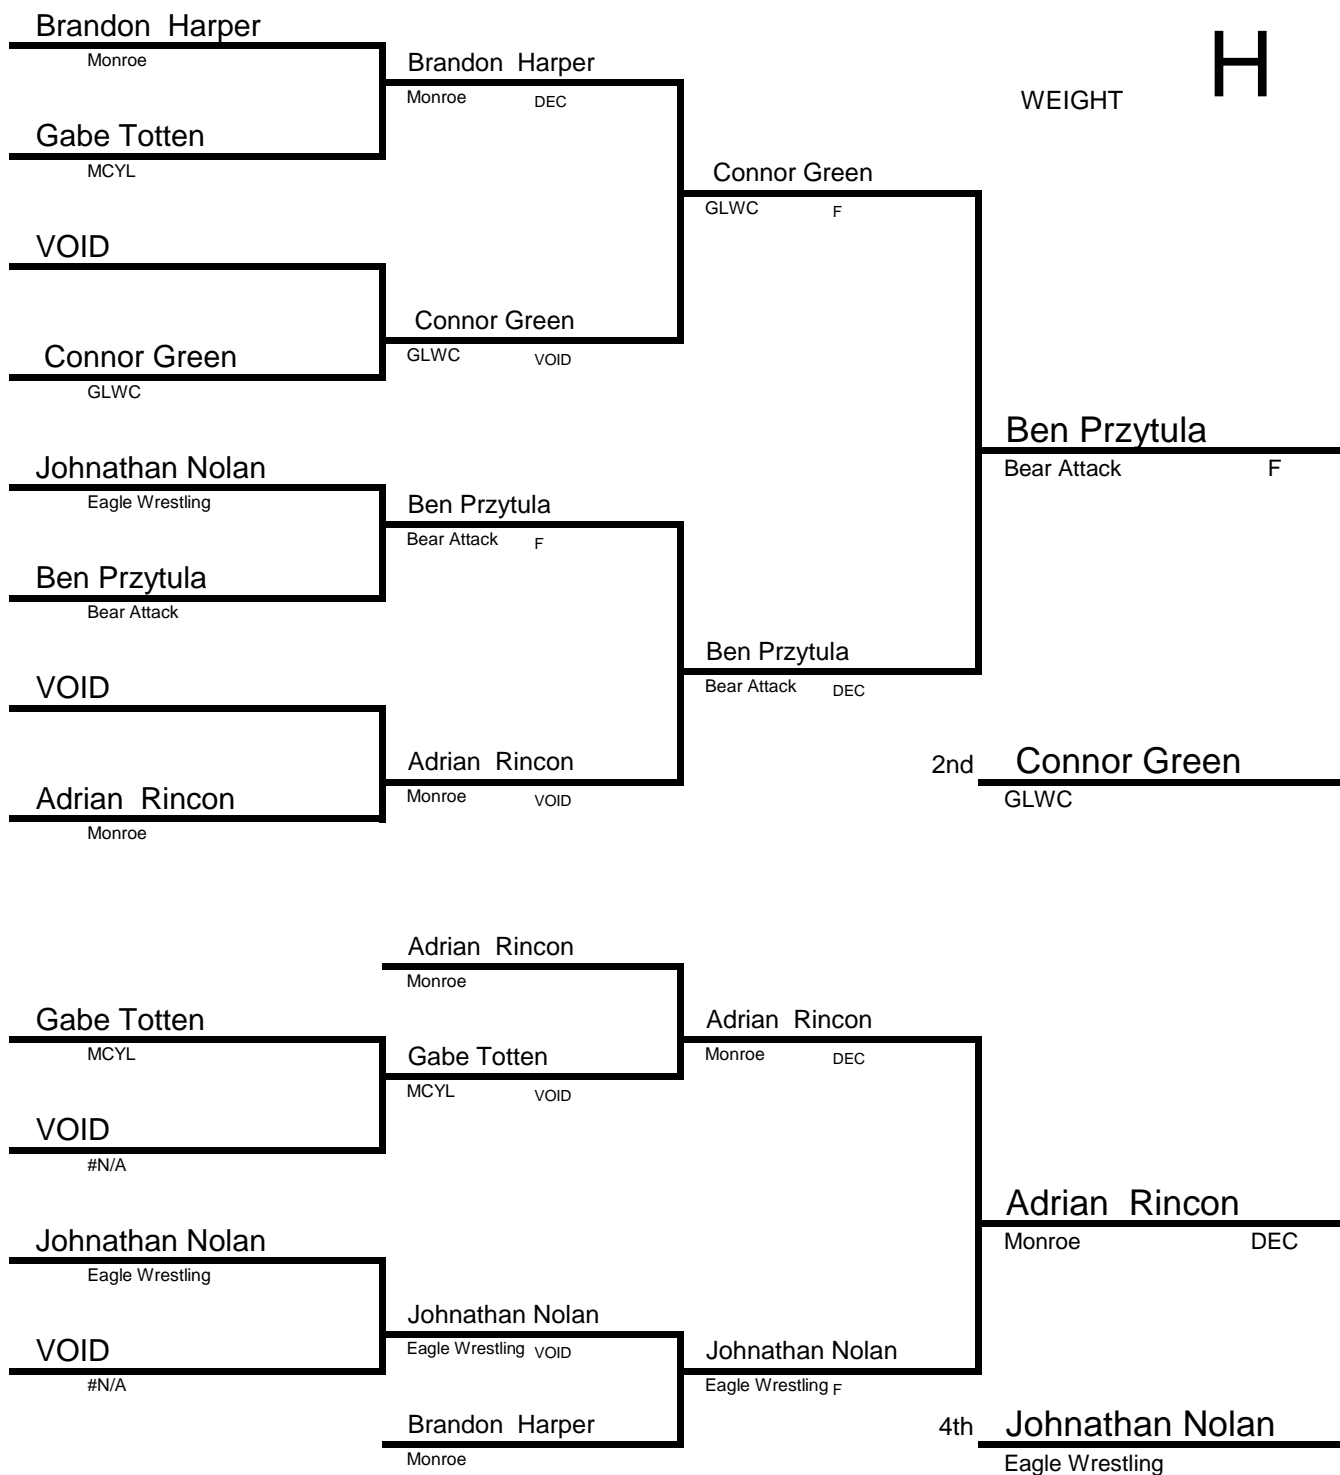 Brandon  Harper
Monroe
Brandon  Harper
Monroe DEC
H
WEIGHT
Gabe Totten
MCYL
Connor Green
GLWC F
VOID
Connor Green
GLWC VOID
Connor Green
GLWC
Ben Przytula
Bear Attack F
Johnathan Nolan
Eagle Wrestling
Ben Przytula
Bear Attack F
Ben Przytula
Bear Attack
Ben Przytula
Bear Attack DEC
VOID
Adrian  Rincon
Monroe VOID
2nd Connor Green
GLWC
Adrian  Rincon
Monroe
Adrian  Rincon
Monroe
Gabe Totten
MCYL
Adrian  Rincon
Monroe DEC
Gabe Totten
MCYL VOID
VOID
#N/A
Adrian  Rincon
Monroe DEC
Johnathan Nolan
Eagle Wrestling
Johnathan Nolan
Eagle Wrestling VOID
VOID
#N/A
Johnathan Nolan
Eagle Wrestling F
Brandon  Harper
Monroe
4th Johnathan Nolan
Eagle Wrestling